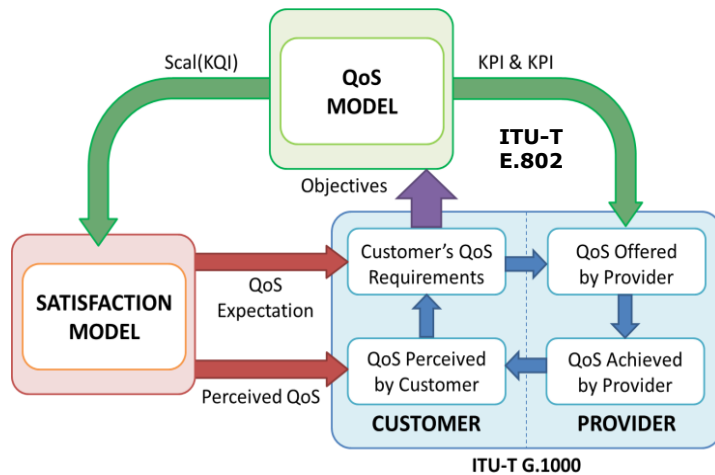 Scal(KQI)
QoS
MODEL
KPI & KPI
ITU-T
E.802
Objectives
SATISFACTION
MODEL
QoS
Expectation
Perceived QoS
Customer's QoS
Requirements
QoS Offered
by Provider
QoS Perceived
by Customer
QoS Achieved
by Provider
CUSTOMER
PROVIDER
ITU-T G.1000